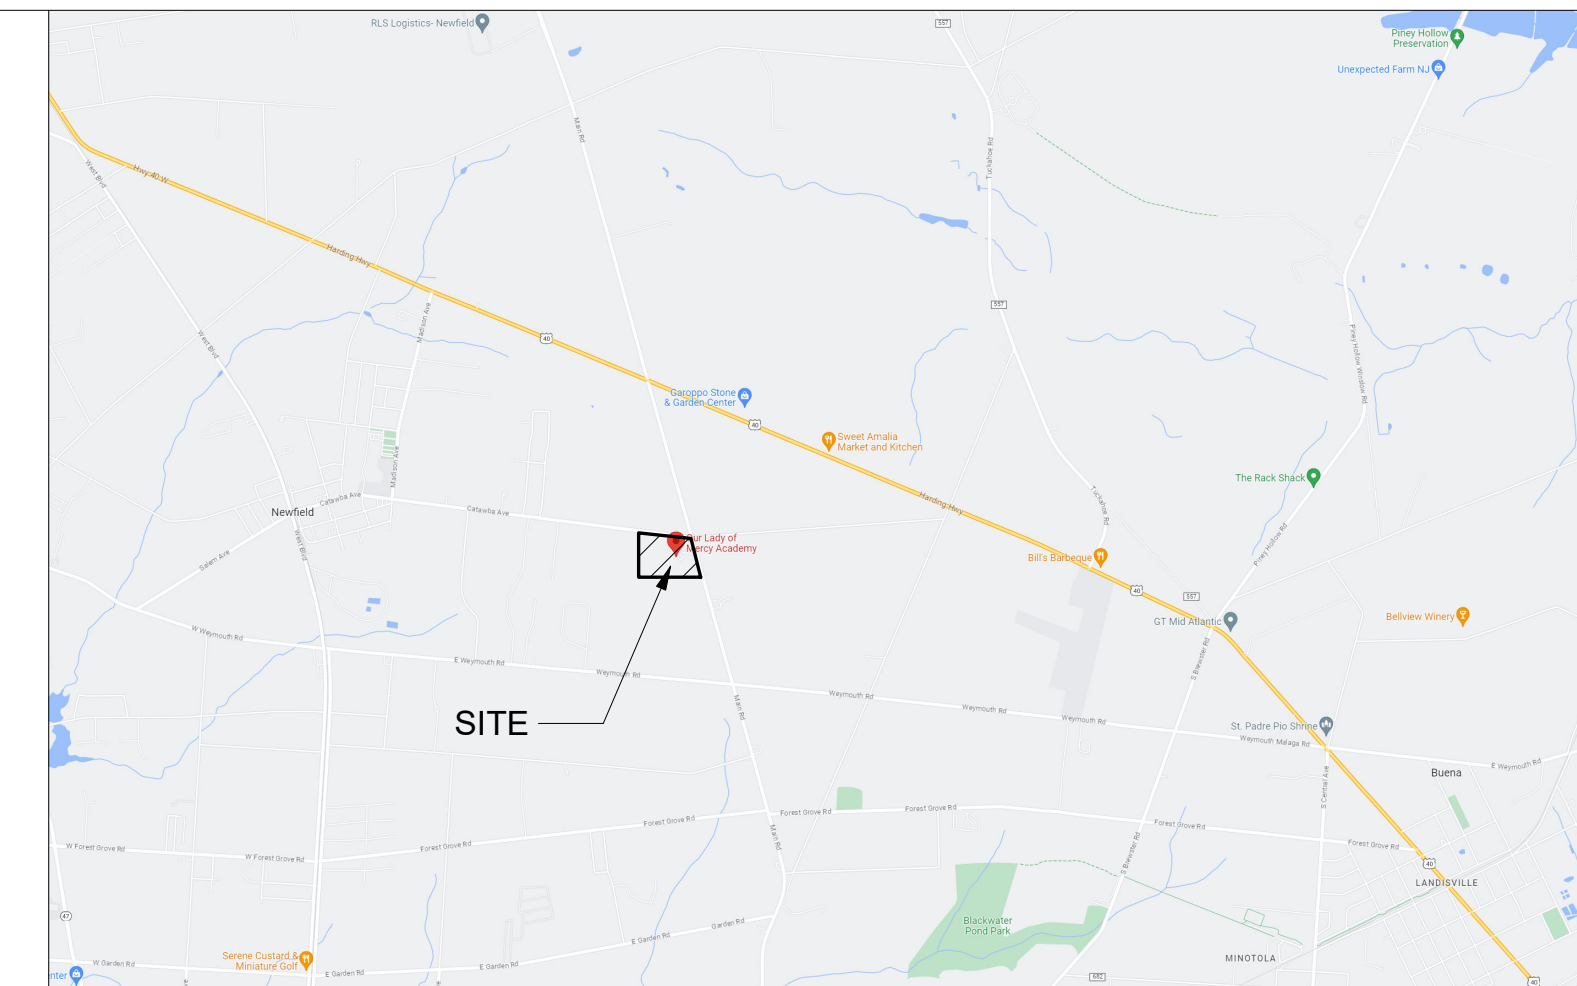 RLS Logistics- Newfield
557
Piney Hollow
Preservation
Unexpected Farm NJ
Main Rd
Tuckahoe Rd
West Blvd
Hwy 40 W
Harding Hwy
557
Madison Ave
West Blvd
40
Piney Hollow Winslow Rd
Garoppo Stone
& Garden Center
40
Sweet Amalia
Market and Kitchen
Madison Ave
The Rack Shack
Catawba Ave
Harding Hwy
Tuckahoe Rd
Newfield
Catawba Ave
West Blvd
Our Lady of
Mercy Academy
Piney Hollow Rd
Salem Ave
Bill's Barbeque
40
557
GT Mid Atlantic
Bellview Winery
W Weymouth Rd
S Brewster Rd
E Weymouth Rd
Weymouth Rd
Weymouth Rd
Main Rd
Weymouth Rd
Weymouth Rd
SITE
St. Padre Pio Shrine
Weymouth Malaga Rd
E Weymouth Rd
Buena
S Central Ave
Forest Grove Rd
Forest Grove Rd
Forest Grove Rd
Forest Grove Rd
Main Rd
W Forest Grove Rd
W Forest Grove Rd
Forest Grove Rd
Forest Grove Rd
S Brewster Rd
40
LANDISVILLE
47
Blackwater
Pond Park
Garden Rd
E Garden Rd
Serene Custard &
Miniature Golf
MINOTOLA
W Garden Rd
E Garden Rd
E Garden Rd
nter
682
40